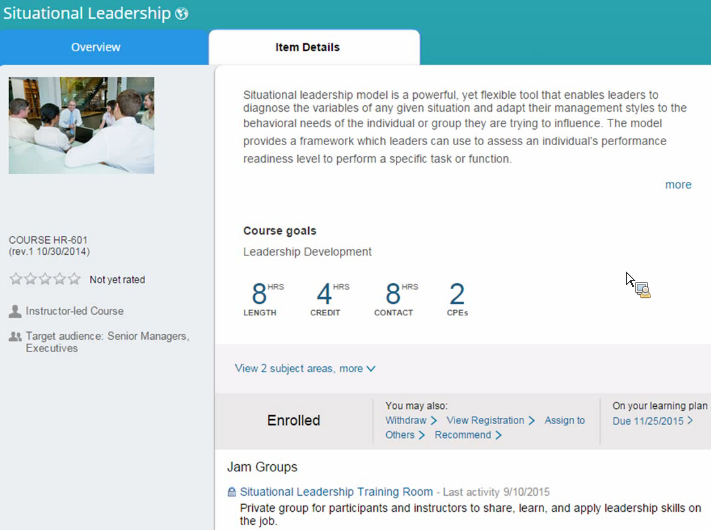 Situational Leadership
Overview
Item Details
Situational leadership model is a powerful, yet flexible tool that enables leaders to
diagnose the variables of any given situation and adapt their management styles to the
behavioral needs of the individual or group they are trying to influence. The model
provides a framework which leaders can use to assess an individual's performance
readiness level to perform a specific task or function.
more
COURSE HR-601
(rev.1 10/30/2014)
Not yet rated
Instructor-led Course
Target audience: Senior Managers,
Executives
Course goals
Leadership Development
8 HRS 4 HRS 8 HRS 2
LENGTH CREDIT CONTACT CPEs
View 2 subject areas, more
Enrolled
You may also:
Withdraw > View Registration > Assign to
Others > Recommend >
On your learning plan
Due 11/25/2015 >
Jam Groups
Situational Leadership Training Room - Last activity 9/10/2015
Private group for participants and instructors to share, learn, and apply leadership skills on
the job.